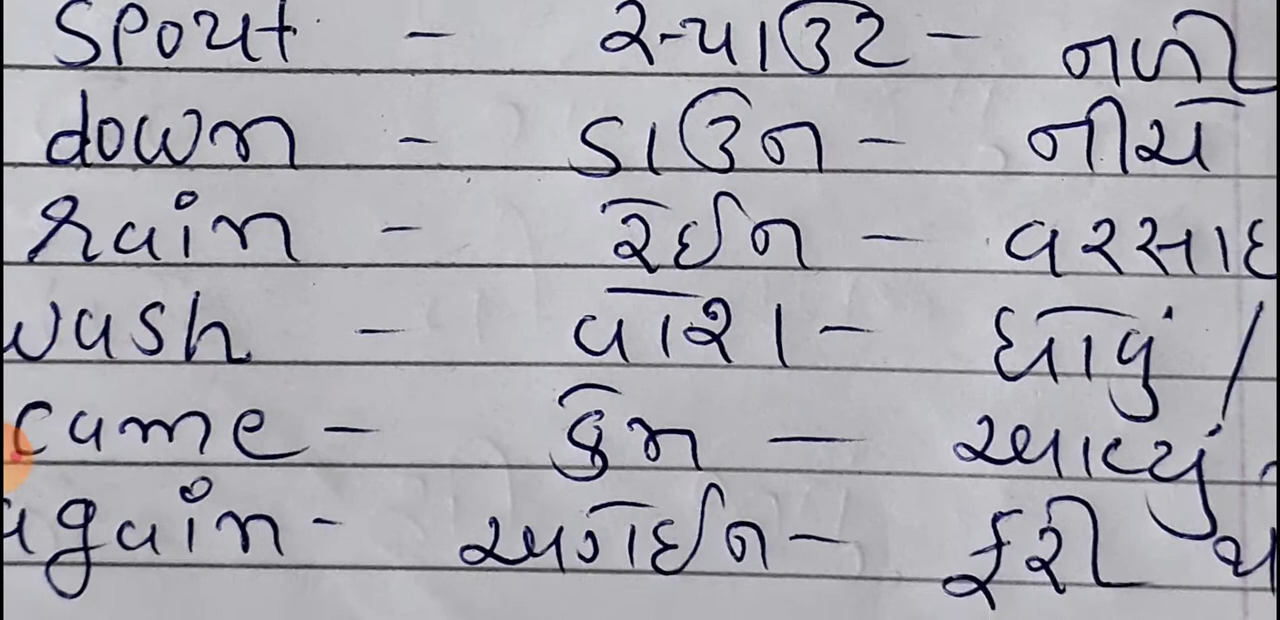 spout - સ્પાઉટ - નળી
down - ડાઉન - નીચે
rain - રેઈન - વરસાદ
wash - વૉશ - ધોવું /
came - કેમ - આવ્યું
again - અગેઈન - ફરી